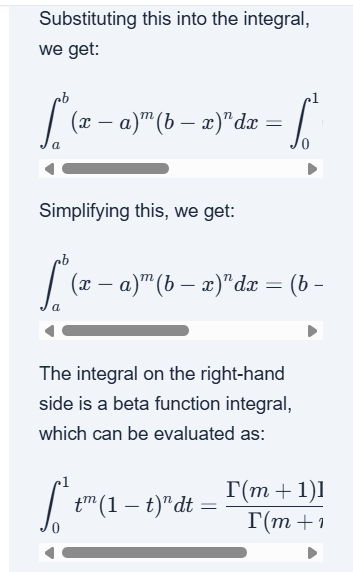 Substituting this into the integral,
we get:
∫_a^b (x − a)^m (b − x)^n dx = ∫_0^1
Simplifying this, we get:
∫_a^b (x − a)^m (b − x)^n dx = (b −
The integral on the right-hand
side is a beta function integral,
which can be evaluated as:
∫_0^1 t^m (1 − t)^n dt = Γ(m + 1) / Γ(m +